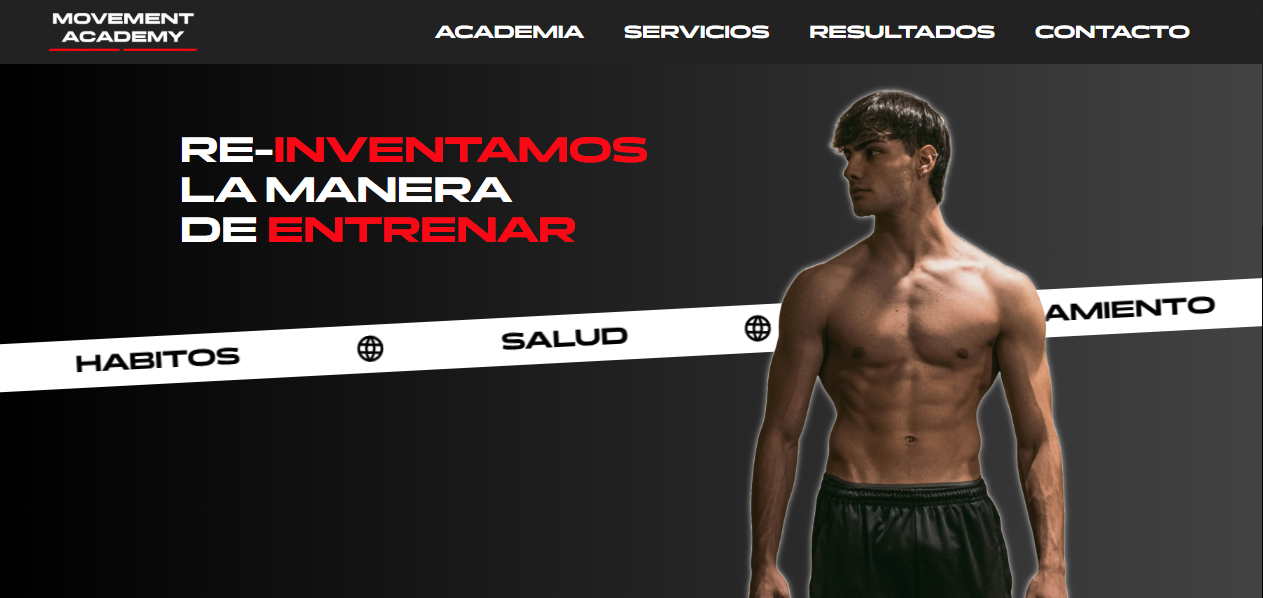 MOVEMENT
ACADEMY
ACADEMIA SERVICIOS RESULTADOS CONTACTO
RE-INVENTAMOS
LA MANERA
DE ENTRENAR
HABITOS SALUD AMIENTO